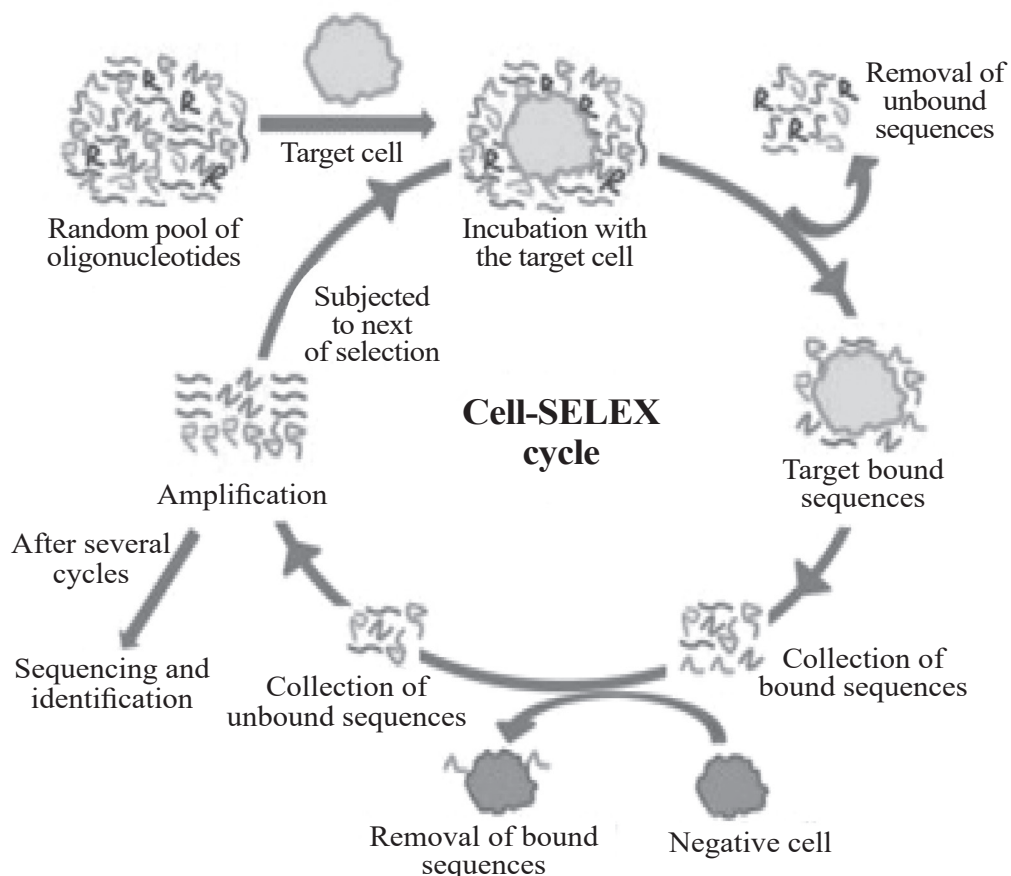 Target cell
Removal of
unbound
sequences
Random pool of
oligonucleotides
Incubation with
the target cell
Subjected
to next
of selection
Cell-SELEX
cycle
Target bound
sequences
Amplification
After several
cycles
Sequencing and
identification
Collection of
unbound sequences
Collection of
bound sequences
Removal of bound
sequences
Negative cell